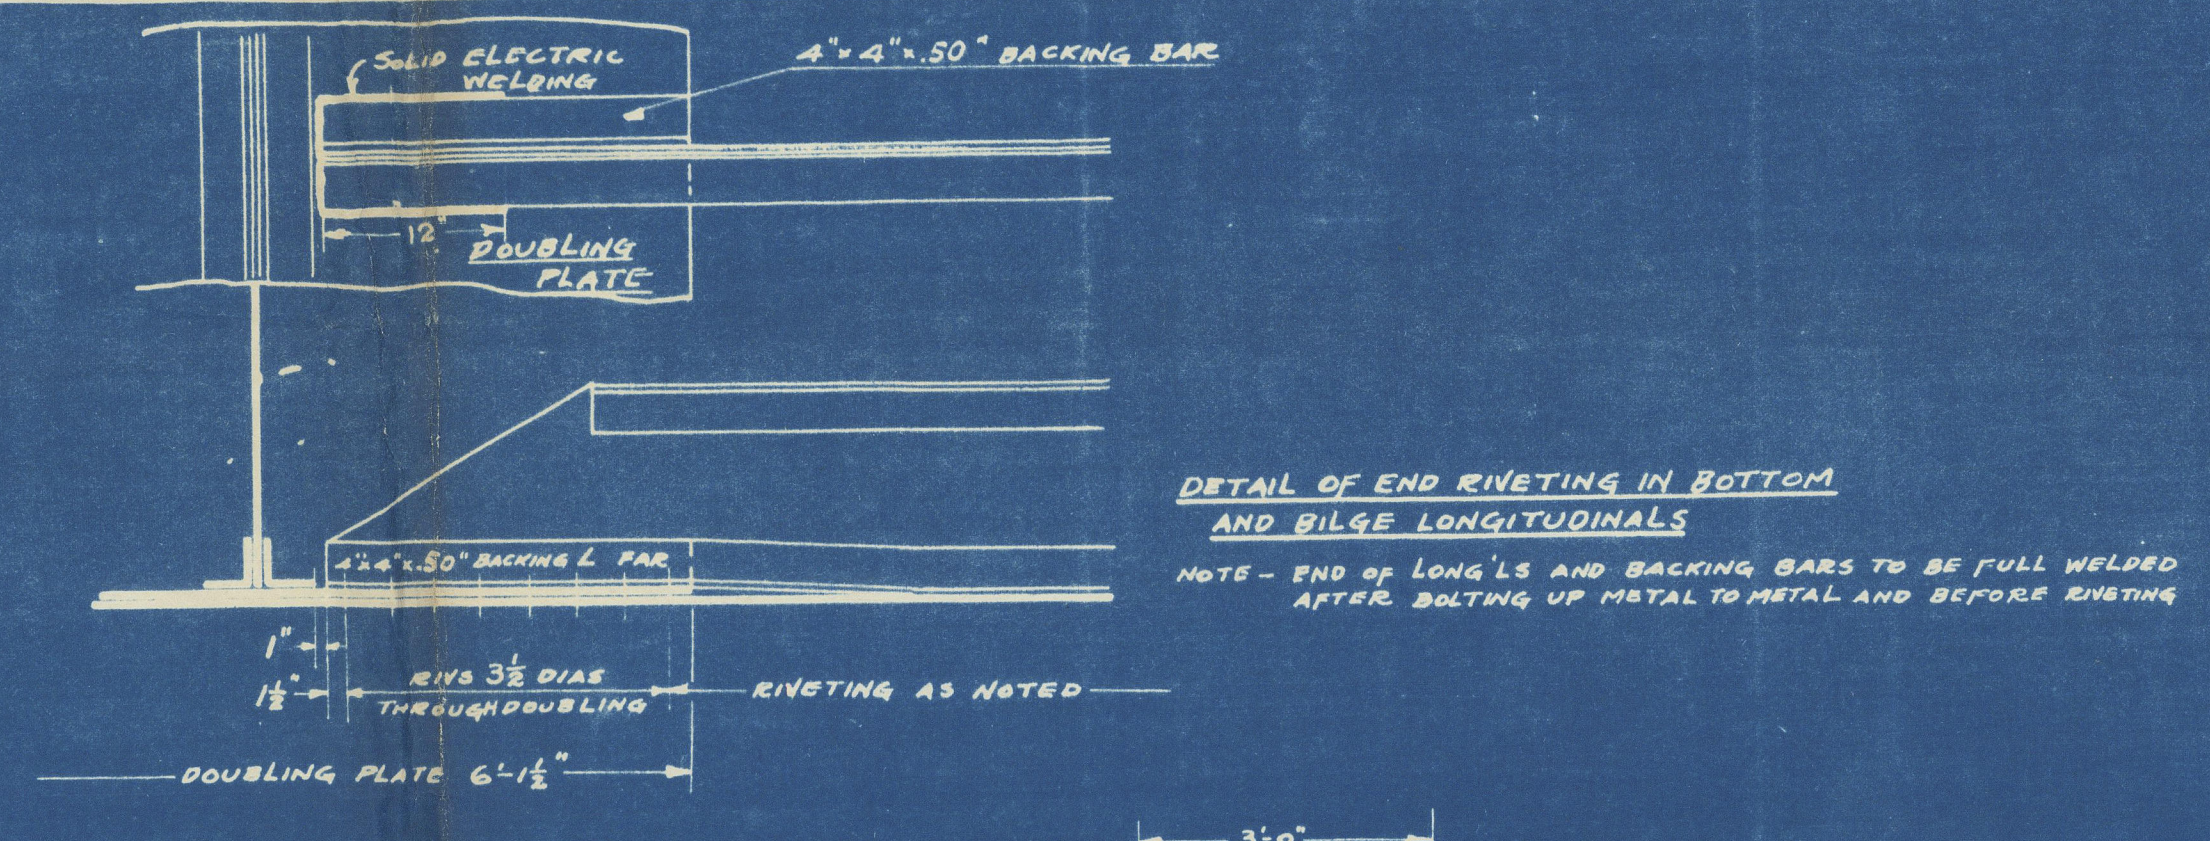 SOLID ELECTRIC
WELDING
4"x 4"x .50" BACKING BAR
12"
DOUBLING
PLATE
DETAIL OF END RIVETING IN BOTTOM
AND BILGE LONGITUDINALS
4"x 4"x .50" BACKING L FAR
NOTE - END OF LONG'LS AND BACKING BARS TO BE FULL WELDED
AFTER BOLTING UP METAL TO METAL AND BEFORE RIVETING
1"
RIVS 3½ DIAS
1½"
RIVETING AS NOTED
THROUGH DOUBLING
DOUBLING PLATE 6'-1½"
3'-0"